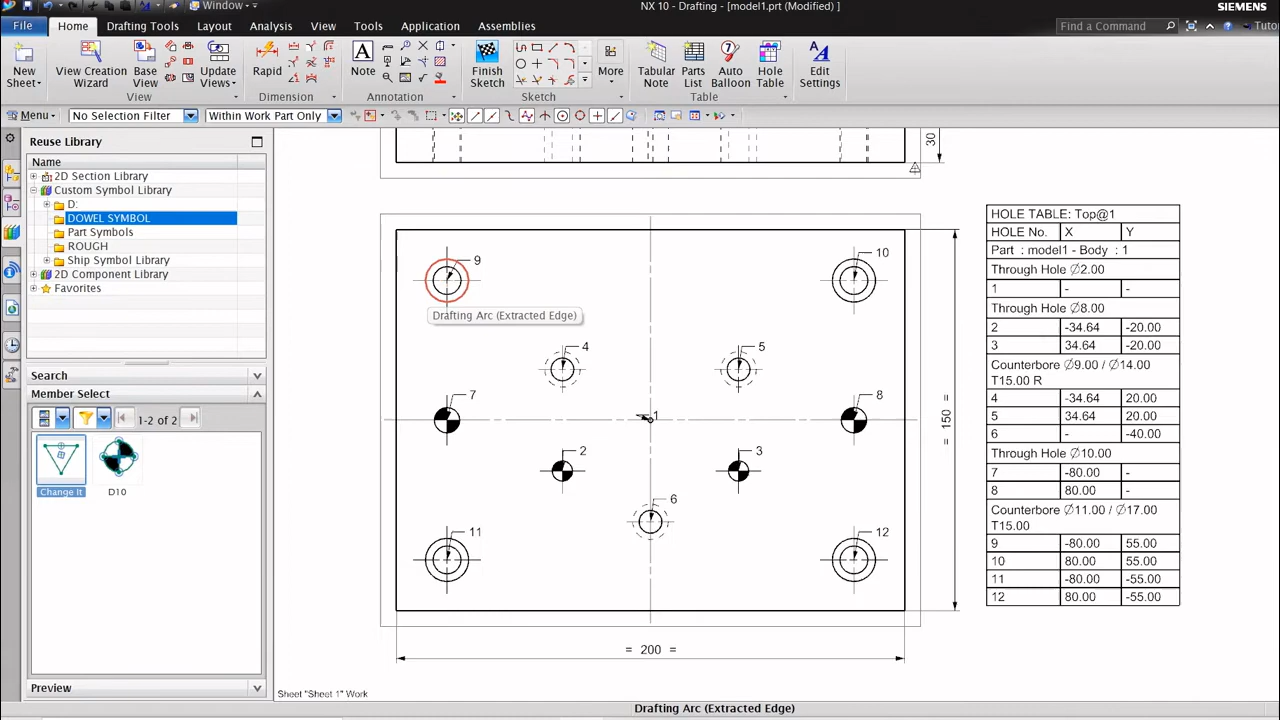 Window
NX 10 - Drafting - [model1.prt (Modified) ]
SIEMENS
File
Home
Drafting Tools
Layout
Analysis
View
Tools
Application
Assemblies
Find a Command
Tuto
New Sheet
View Creation Wizard
Base View
Update Views
Rapid
Note
Finish Sketch
More
Tabular Note
Parts List
Auto Balloon
Hole Table
Edit Settings
View
Dimension
Annotation
Sketch
Table
Menu
No Selection Filter
Within Work Part Only
Reuse Library
Name
2D Section Library
Custom Symbol Library
D:
DOWEL SYMBOL
Part Symbols
ROUGH
Ship Symbol Library
2D Component Library
Favorites
Search
Member Select
1-2 of 2
Change It
D10
Preview
30
9
10
Drafting Arc (Extracted Edge)
4
5
7
8
1
2
3
6
11
12
= 150 =
= 200 =
HOLE TABLE: Top@1
HOLE No. X Y
Part : model1 - Body : 1
Through Hole ∅2.00
1 - -
Through Hole ∅8.00
2 -34.64 -20.00
3 34.64 -20.00
Counterbore ∅9.00 / ∅14.00
T15.00 R
4 -34.64 20.00
5 34.64 20.00
6 - -40.00
Through Hole ∅10.00
7 -80.00 -
8 80.00 -
Counterbore ∅11.00 / ∅17.00
T15.00
9 -80.00 55.00
10 80.00 55.00
11 -80.00 -55.00
12 80.00 -55.00
Sheet "Sheet 1" Work
Drafting Arc (Extracted Edge)